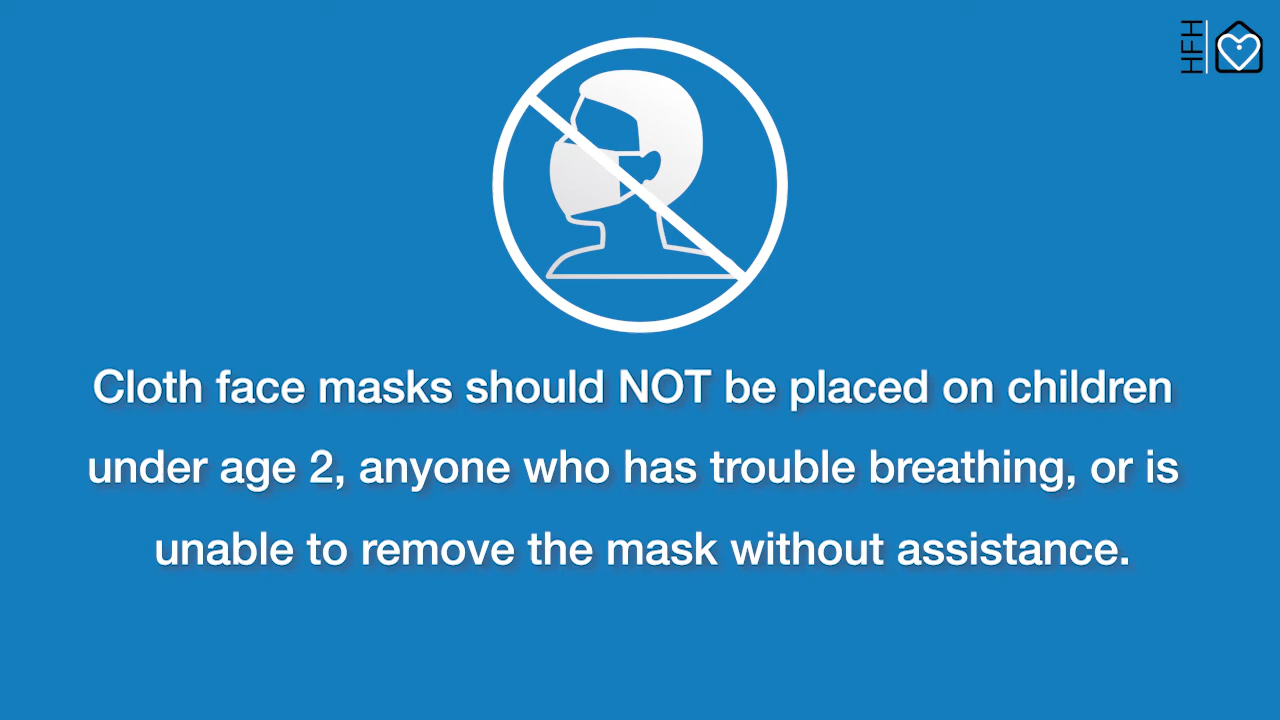 HFH
Cloth face masks should NOT be placed on children
under age 2, anyone who has trouble breathing, or is
unable to remove the mask without assistance.